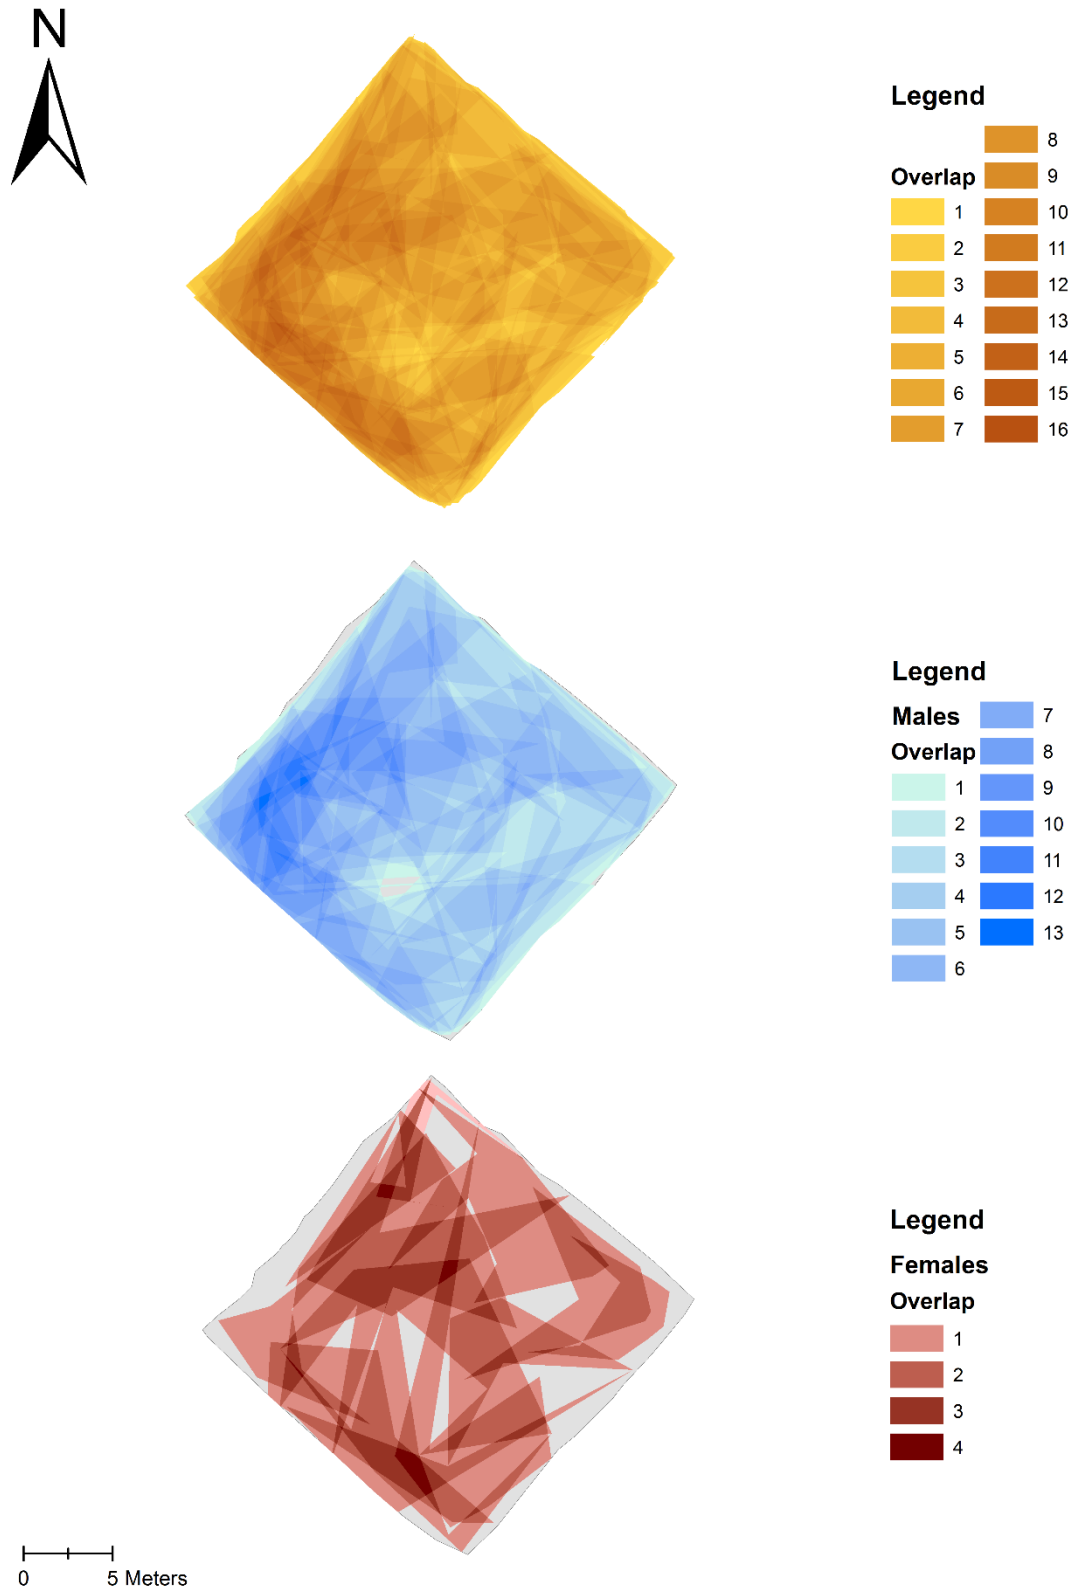 N
Legend
8
Overlap 9
1 10
2 11
3 12
4 13
5 14
6 15
7 16
Legend
Males 7
Overlap 8
1 9
2 10
3 11
4 12
5 13
6
Legend
Females
Overlap
1
2
3
4
0 5 Meters